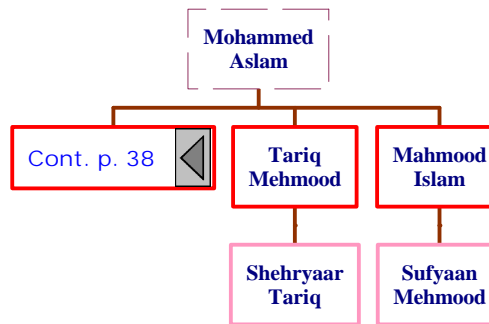 Mohammed
Aslam
Cont. p. 38
Tariq
Mehmood
Mahmood
Islam
Shehryaar
Tariq
Sufyaan
Mehmood